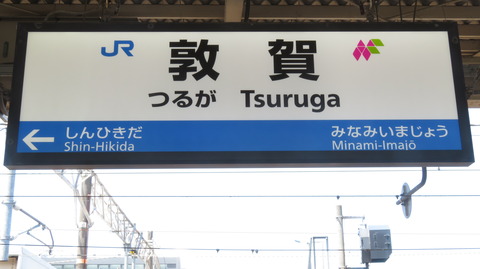 JR 敦賀
つるが Tsuruga
← しんひきだ みなみいまじょう
Shin-Hikida Minami-Imajō